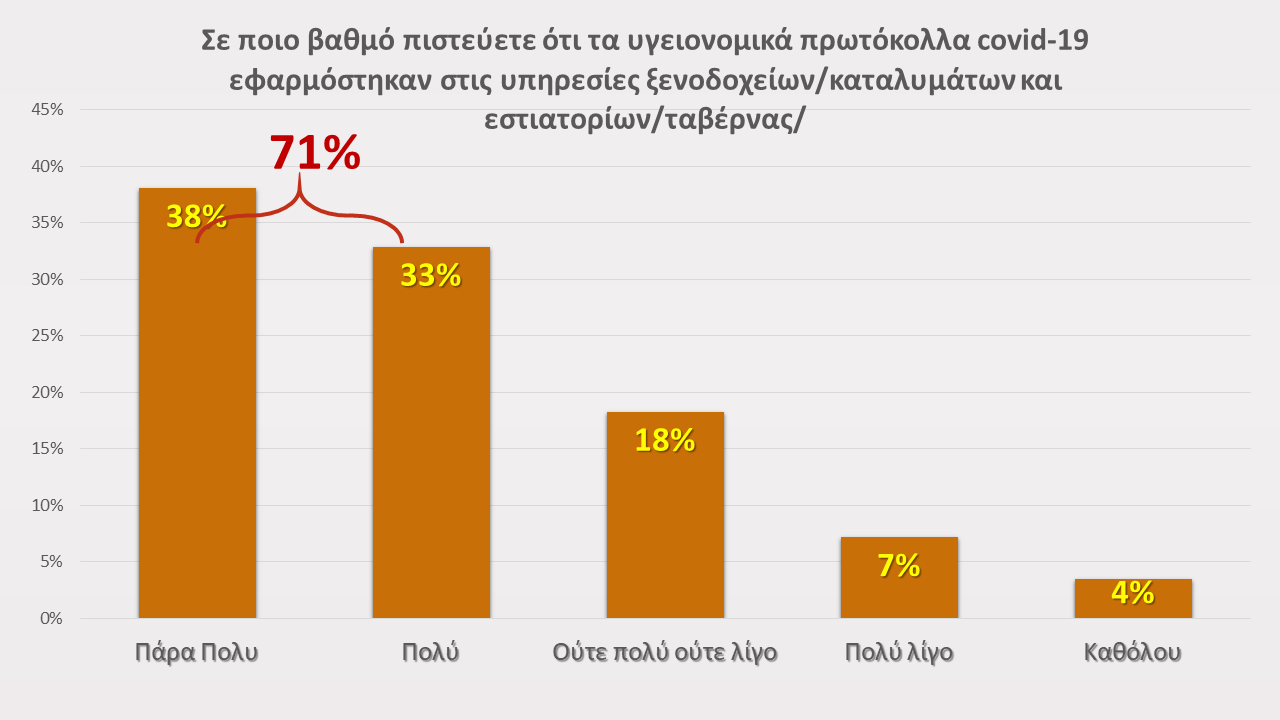 Σε ποιο βαθμό πιστεύετε ότι τα υγειονομικά πρωτόκολλα covid-19
εφαρμόστηκαν στις υπηρεσίες ξενοδοχείων/καταλυμάτων και
εστιατορίων/ταβέρνας/
45%
40%
35%
30%
25%
20%
15%
10%
5%
0%
71%
38%
33%
18%
7%
4%
Πάρα Πολυ
Πολύ
Ούτε πολύ ούτε λίγο
Πολύ λίγο
Καθόλου